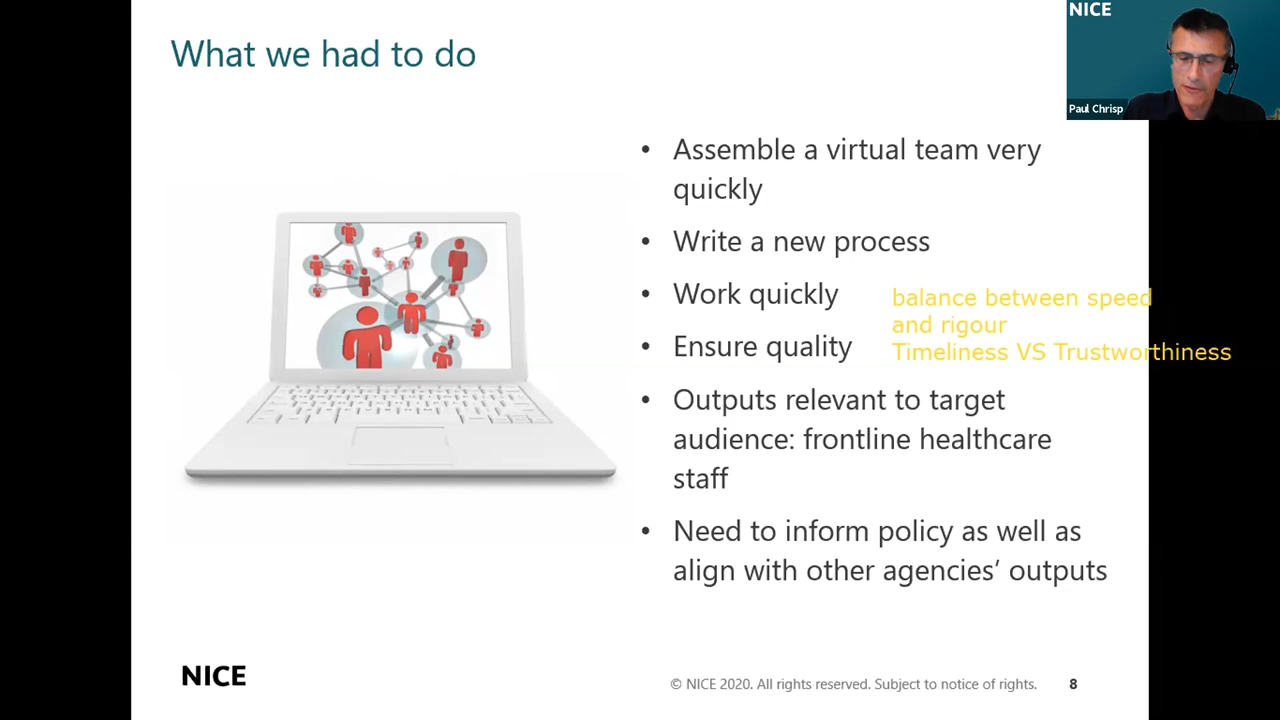 What we had to do
NICE
Paul Chrisp
• Assemble a virtual team very
quickly
• Write a new process
• Work quickly
• Ensure quality
balance between speed
and rigour
Timeliness VS Trustworthiness
• Outputs relevant to target
audience: frontline healthcare
staff
• Need to inform policy as well as
align with other agencies’ outputs
NICE
© NICE 2020. All rights reserved. Subject to notice of rights.
8